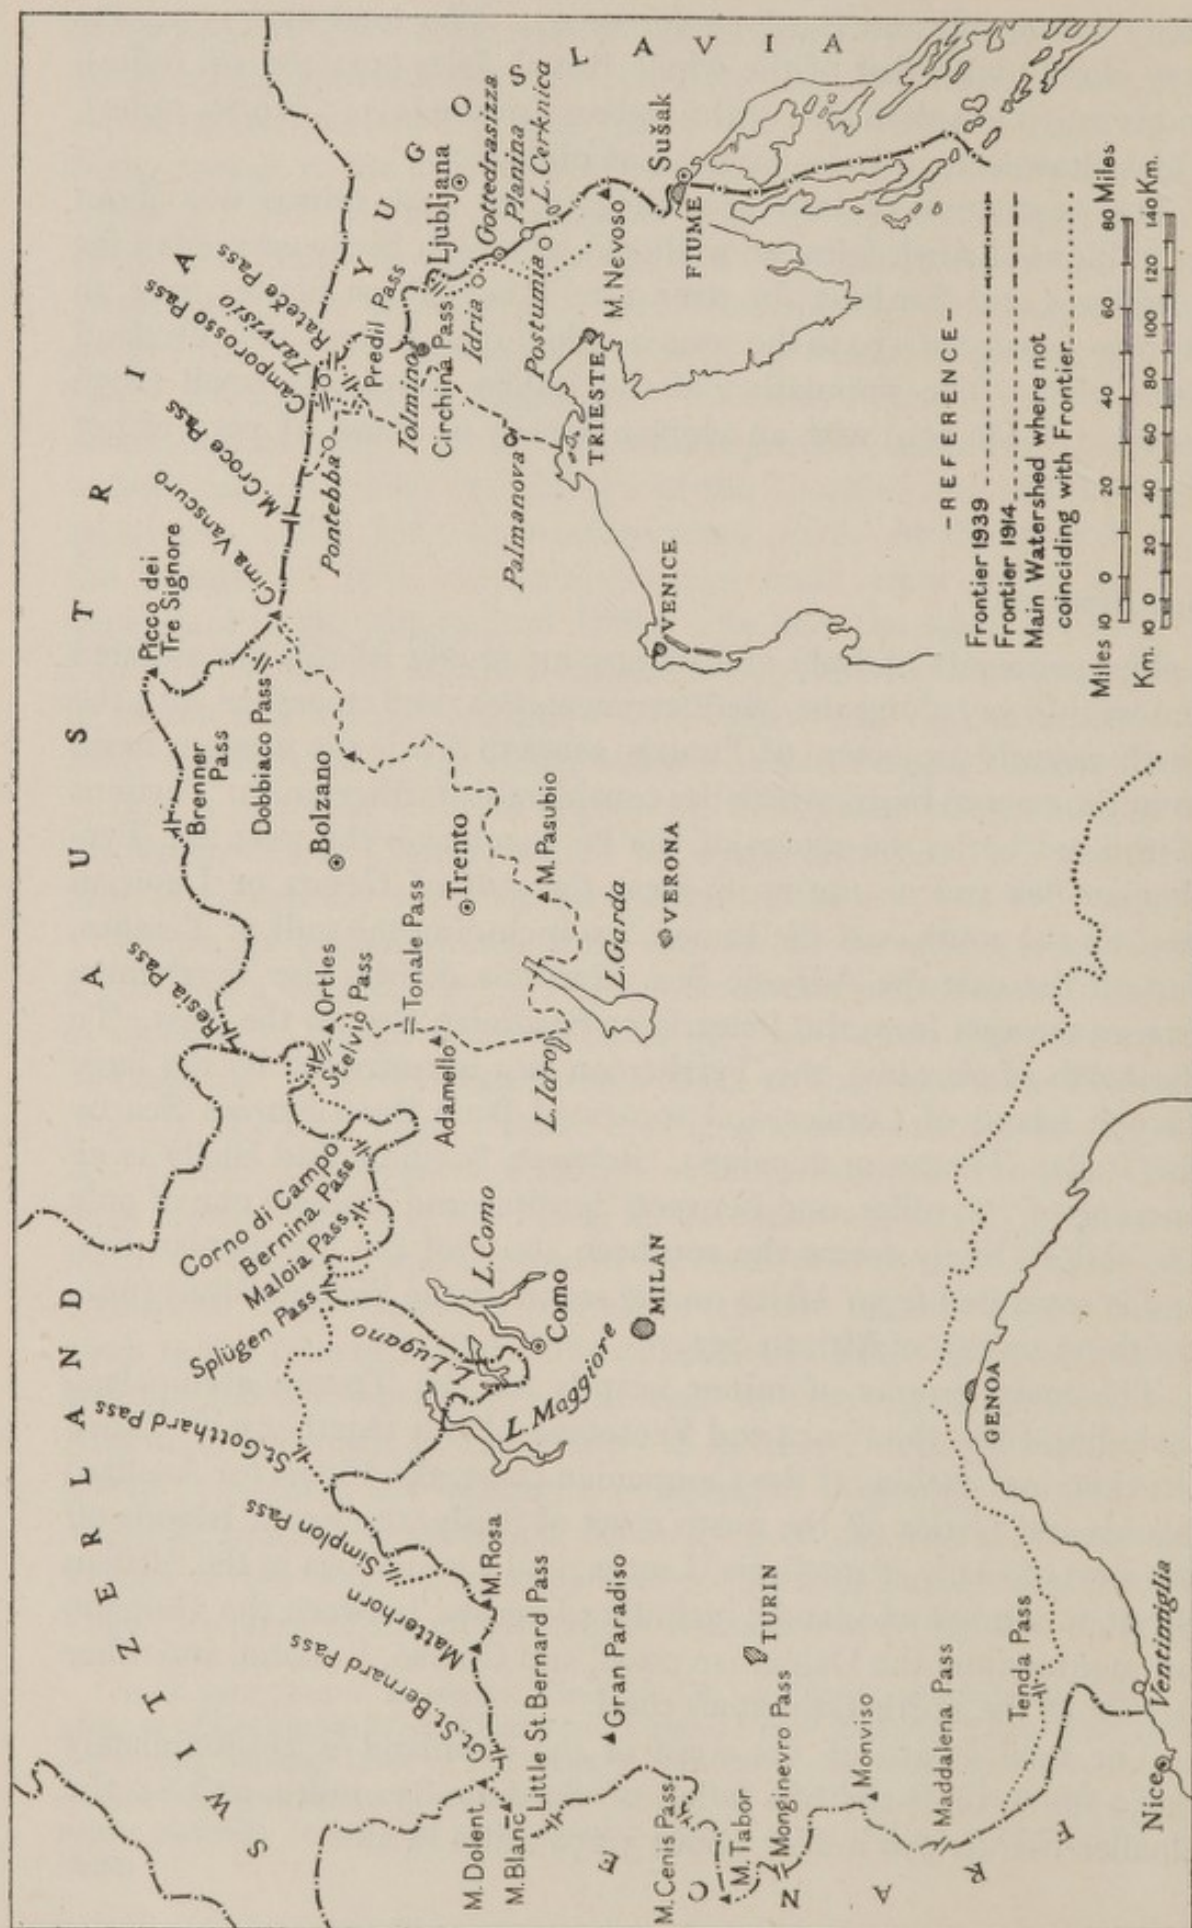 SWITZERLAND
AUSTRIA
YUGOSLAVIA
FRANCE
M. Dolent
M. Blanc
Gt. St. Bernard Pass
Little St. Bernard Pass
Matterhorn
M. Rosa
Simplon Pass
St. Gotthard Pass
Splügen Pass
Maloia Pass
Bernina Pass
Corno di Campo
Resia Pass
Ortles
Stelvio Pass
Tonale Pass
Adamello
Brenner
Pass
Picco dei
Tre Signore
Dobbiaco Pass
Cima Vanscuro
M. Croce Pass
Camporosso Pass
Tarvisio
Rateče Pass
Predil Pass
Pontebba
Tolmino
Circhina Pass
Ljubljana
Idria
Gottedrasizza
Planina
L. Cerknica
Postumia
M. Nevoso
Sušak
FIUME
TRIESTE
Palmanova
VENICE
Bolzano
Trento
M. Pasubio
VERONA
L. Garda
L. Idro
L. Como
Como
L. Lugano
L. Maggiore
MILAN
Gran Paradiso
TURIN
M. Cenis Pass
M. Tabor
Monginevro Pass
Monviso
Maddalena Pass
Tenda Pass
Nice
Ventimiglia
GENOA
-REFERENCE-
Frontier 1939
Frontier 1914
Main Watershed where not
coinciding with Frontier
Miles 10 0 20 40 60 80 Miles
Km. 10 0 20 40 60 80 100 120 140 Km.